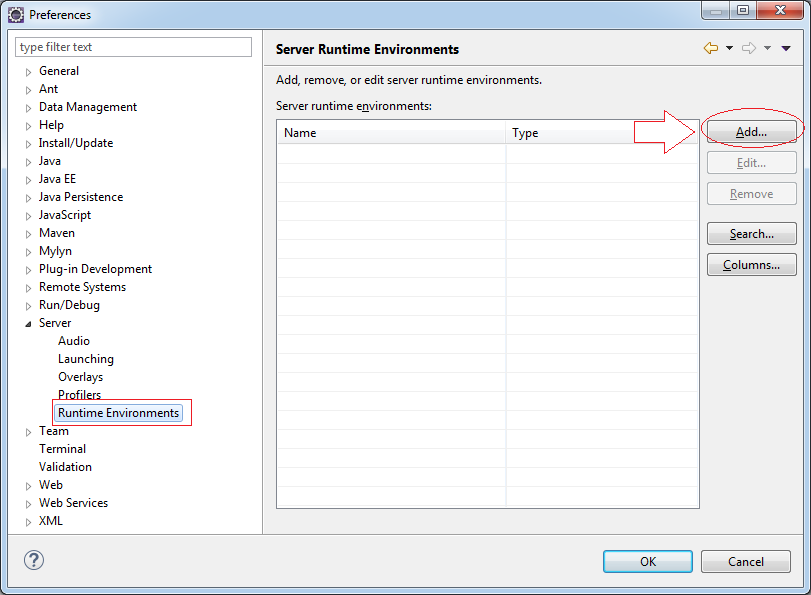 Preferences
type filter text
General
Ant
Data Management
Help
Install/Update
Java
Java EE
Java Persistence
JavaScript
Maven
Mylyn
Plug-in Development
Remote Systems
Run/Debug
Server
Audio
Launching
Overlays
Profilers
Runtime Environments
Team
Terminal
Validation
Web
Web Services
XML
Server Runtime Environments
Add, remove, or edit server runtime environments.
Server runtime environments:
Name Type
Add...
Edit...
Remove
Search...
Columns...
?
OK Cancel